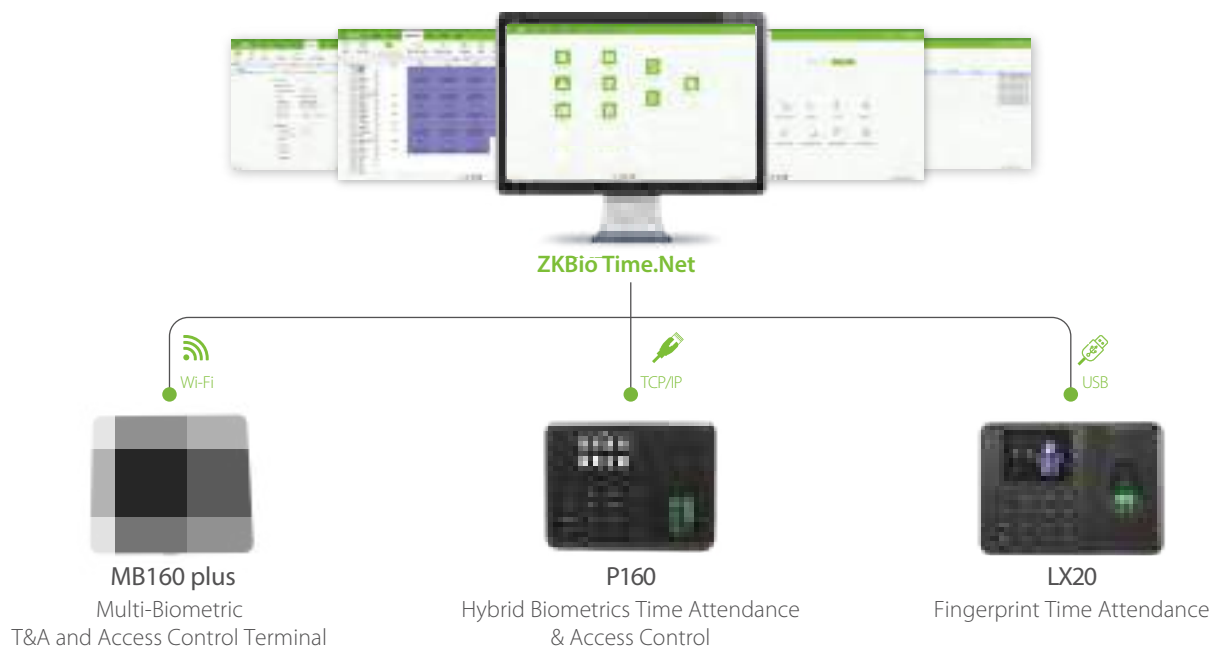 ZKBio Time.Net
Wi-Fi
TCP/IP
USB
MB160 plus
Multi-Biometric
T&A and Access Control Terminal
P160
Hybrid Biometrics Time Attendance
& Access Control
LX20
Fingerprint Time Attendance